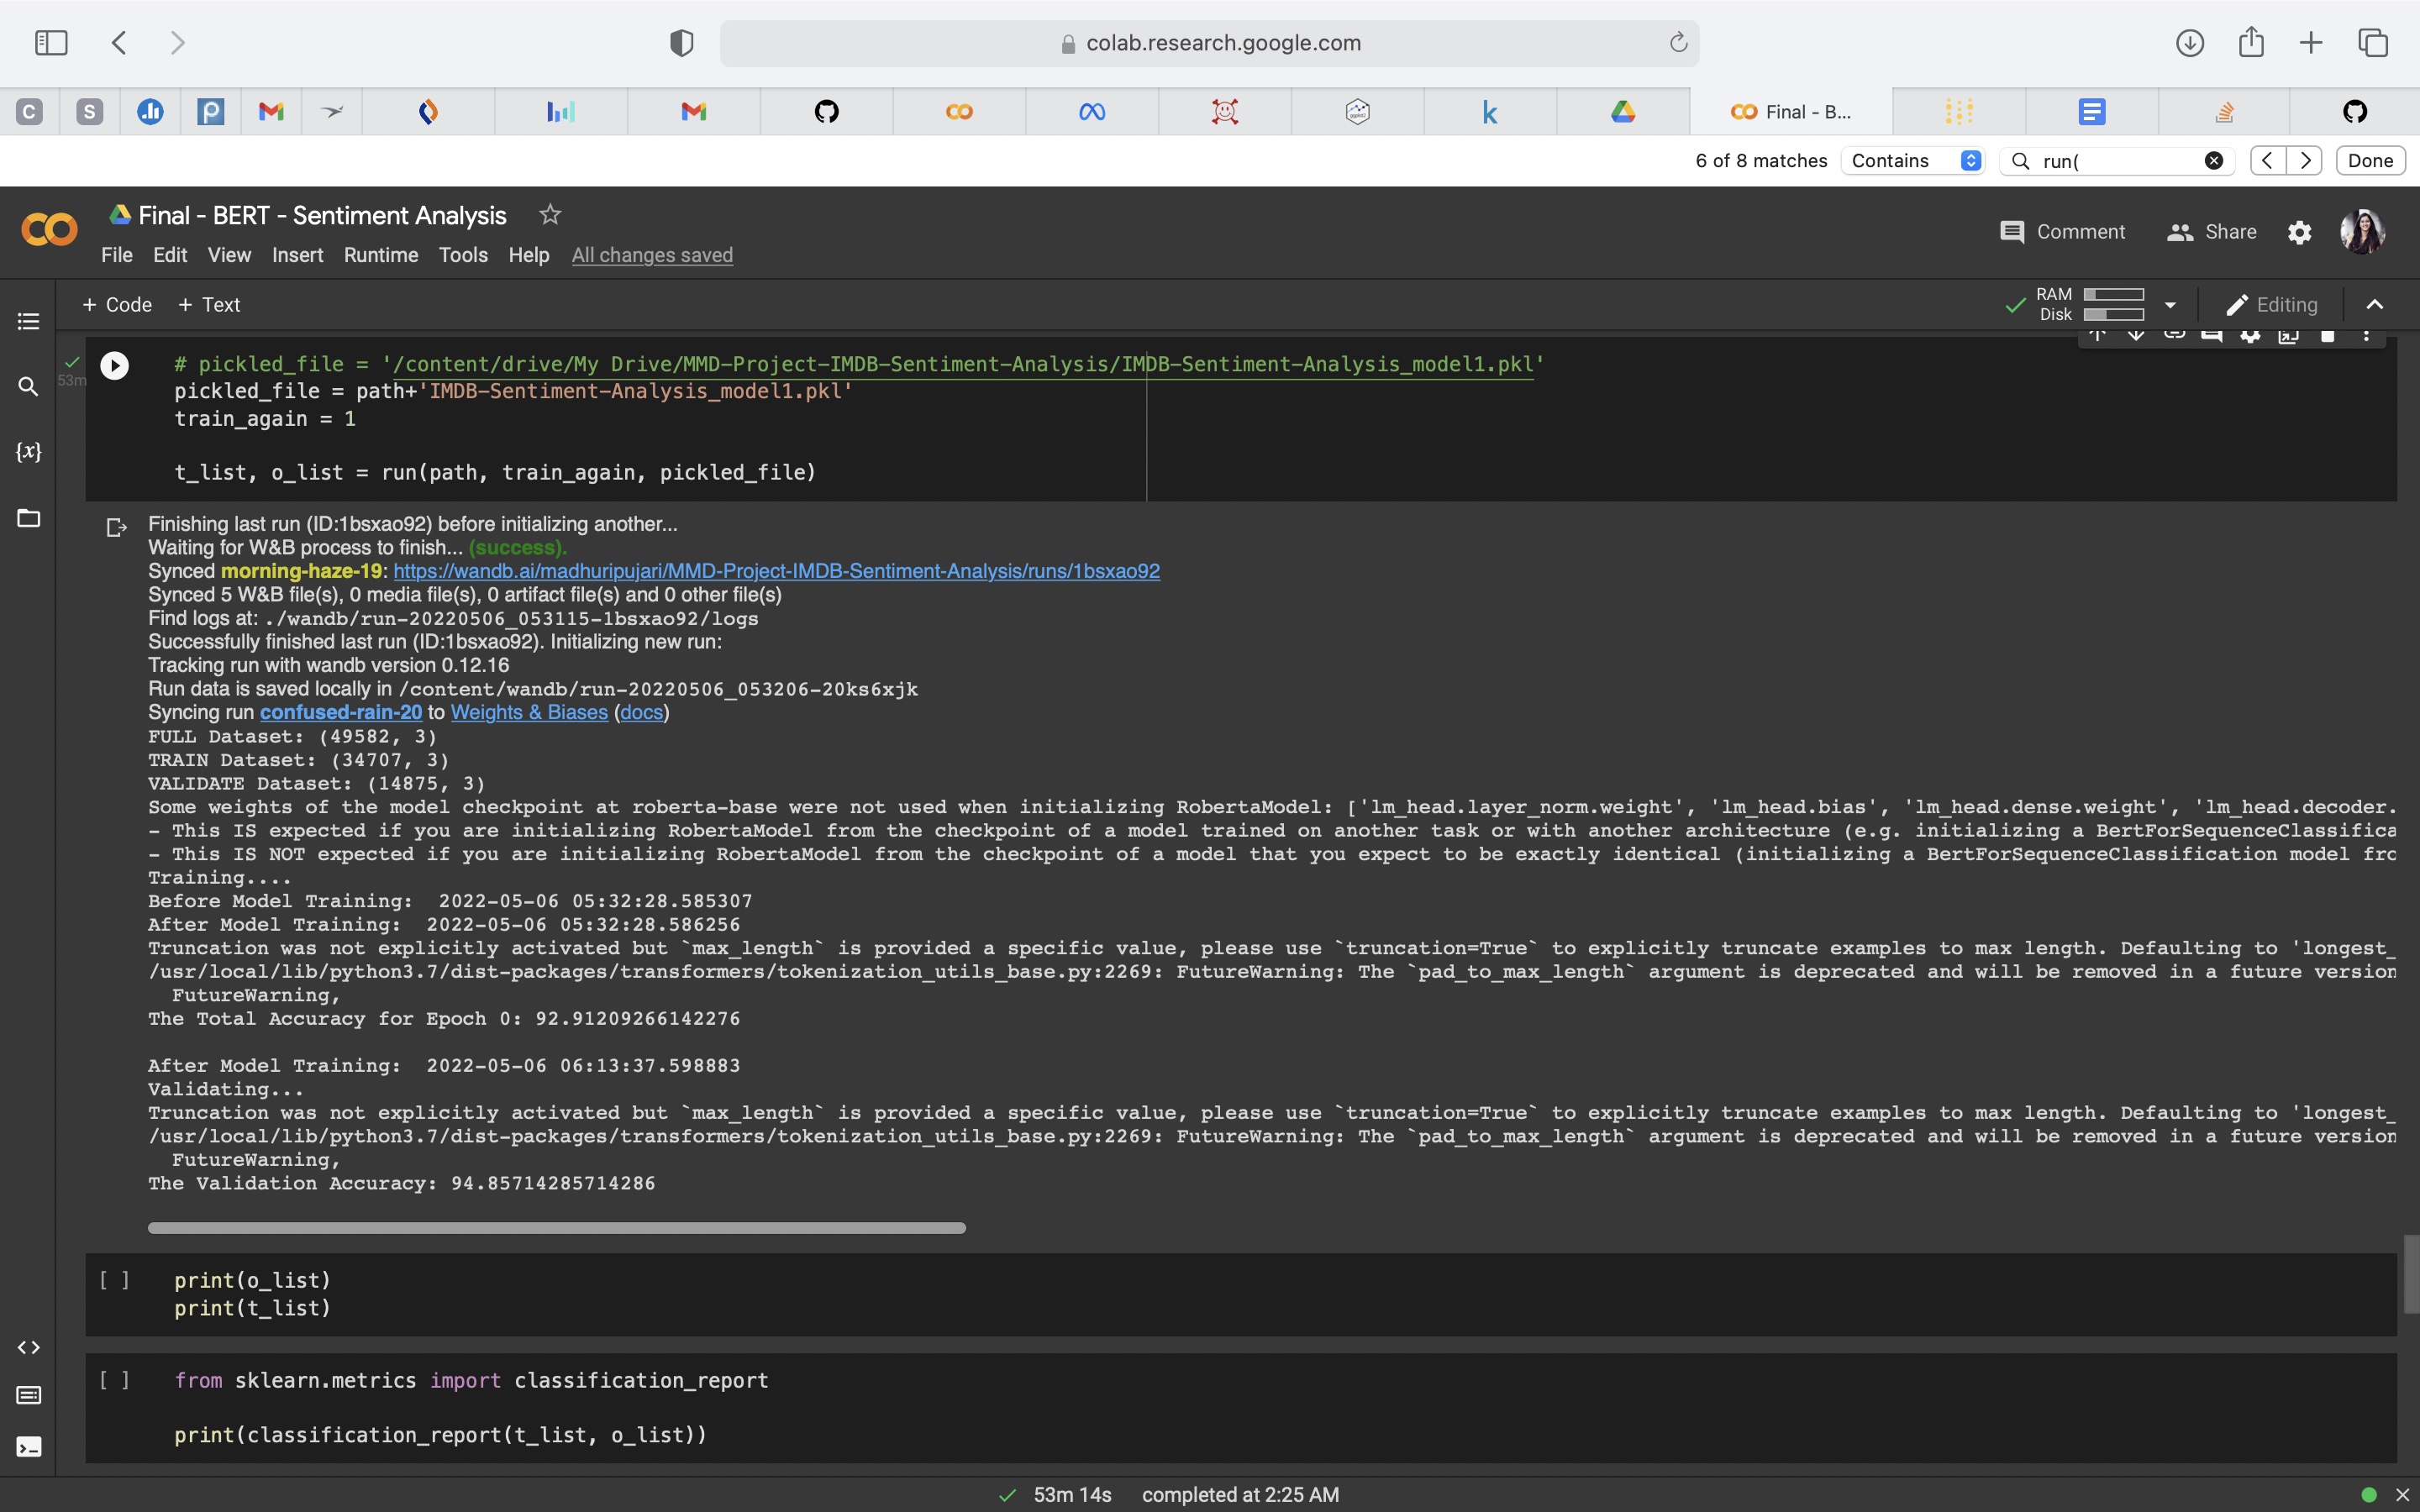 colab.research.google.com
C
S
P
k
Final - B...
6 of 8 matches
Contains
run(
Done
Final - BERT - Sentiment Analysis
File Edit View Insert Runtime Tools Help All changes saved
Comment
Share
+ Code + Text
RAM
Disk
Editing
53m
# pickled_file = '/content/drive/My Drive/MMD-Project-IMDB-Sentiment-Analysis/IMDB-Sentiment-Analysis_model1.pkl'
pickled_file = path+'IMDB-Sentiment-Analysis_model1.pkl'
train_again = 1
t_list, o_list = run(path, train_again, pickled_file)
Finishing last run (ID:1bsxao92) before initializing another...
Waiting for W&B process to finish... (success).
Synced morning-haze-19: https://wandb.ai/madhuripujari/MMD-Project-IMDB-Sentiment-Analysis/runs/1bsxao92
Synced 5 W&B file(s), 0 media file(s), 0 artifact file(s) and 0 other file(s)
Find logs at: ./wandb/run-20220506_053115-1bsxao92/logs
Successfully finished last run (ID:1bsxao92). Initializing new run:
Tracking run with wandb version 0.12.16
Run data is saved locally in /content/wandb/run-20220506_053206-20ks6xjk
Syncing run confused-rain-20 to Weights & Biases (docs)
FULL Dataset: (49582, 3)
TRAIN Dataset: (34707, 3)
VALIDATE Dataset: (14875, 3)
Some weights of the model checkpoint at roberta-base were not used when initializing RobertaModel: ['lm_head.layer_norm.weight', 'lm_head.bias', 'lm_head.dense.weight', 'lm_head.decoder.
- This IS expected if you are initializing RobertaModel from the checkpoint of a model trained on another task or with another architecture (e.g. initializing a BertForSequenceClassifica
- This IS NOT expected if you are initializing RobertaModel from the checkpoint of a model that you expect to be exactly identical (initializing a BertForSequenceClassification model frc
Training....
Before Model Training:  2022-05-06 05:32:28.585307
After Model Training:  2022-05-06 05:32:28.586256
Truncation was not explicitly activated but `max_length` is provided a specific value, please use `truncation=True` to explicitly truncate examples to max length. Defaulting to 'longest_
/usr/local/lib/python3.7/dist-packages/transformers/tokenization_utils_base.py:2269: FutureWarning: The `pad_to_max_length` argument is deprecated and will be removed in a future version
FutureWarning,
The Total Accuracy for Epoch 0: 92.91209266142276
After Model Training:  2022-05-06 06:13:37.598883
Validating...
Truncation was not explicitly activated but `max_length` is provided a specific value, please use `truncation=True` to explicitly truncate examples to max length. Defaulting to 'longest_
/usr/local/lib/python3.7/dist-packages/transformers/tokenization_utils_base.py:2269: FutureWarning: The `pad_to_max_length` argument is deprecated and will be removed in a future version
FutureWarning,
The Validation Accuracy: 94.85714285714286
[ ] print(o_list)
print(t_list)
[ ] from sklearn.metrics import classification_report
print(classification_report(t_list, o_list))
53m 14s completed at 2:25 AM